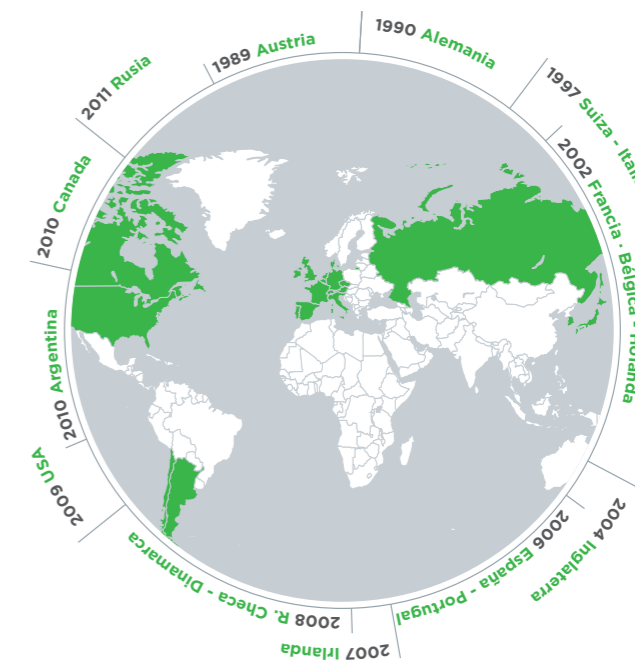 1989 Austria
1990 Alemania
1997 Suiza - Itali
2002 Francia · Bélgica - Holanda
2004 Inglaterra
2006 España - Portugal
2007 Irlanda
2008 R. Checa - Dinamarca
2009 USA
2010 Argentina
2010 Canada
2011 Rusia